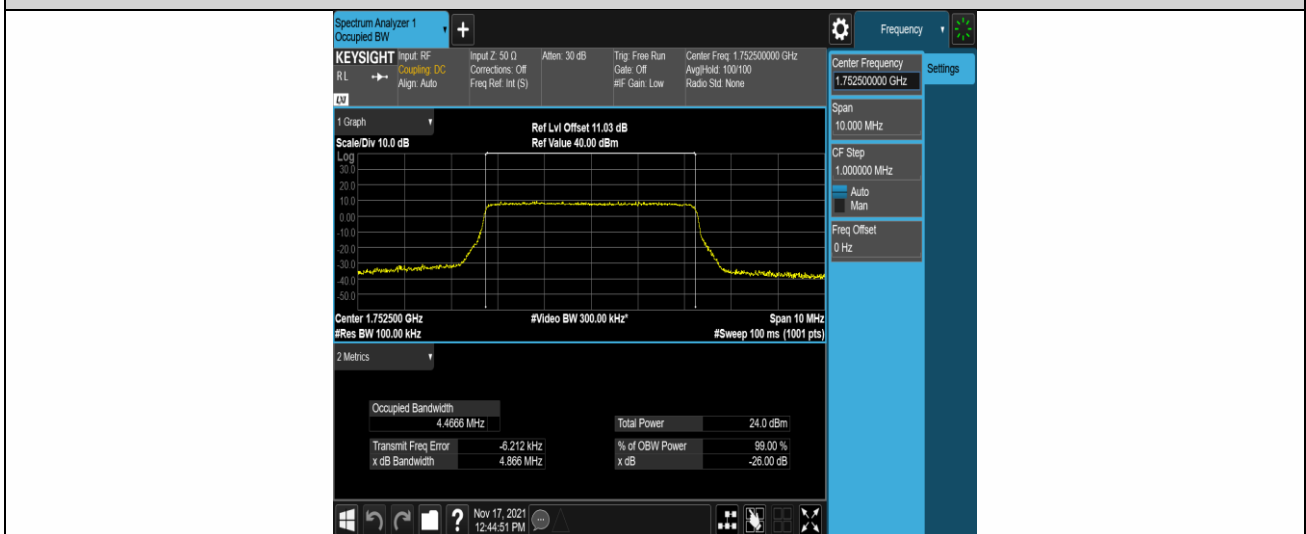 Spectrum Analyzer 1
Occupied BW
+
Frequency
KEYSIGHT
RL
LXI
Input: RF
Coupling: DC
Align: Auto
Input Z: 50 Ω
Corrections: Off
Freq Ref: Int (S)
Atten: 30 dB
Trig: Free Run
Gate: Off
#IF Gain: Low
Center Freq: 1.752500000 GHz
Avg|Hold: 100/100
Radio Std: None
Center Frequency
1.752500000 GHz
Settings
Span
10.000 MHz
CF Step
1.000000 MHz
Auto
Man
Freq Offset
0 Hz
1 Graph
Scale/Div 10.0 dB
Ref Lvl Offset 11.03 dB
Ref Value 40.00 dBm
Log
30.0
20.0
10.0
0.00
-10.0
-20.0
-30.0
-40.0
-50.0
Center 1.752500 GHz
#Video BW 300.00 kHz*
Span 10 MHz
#Res BW 100.00 kHz
#Sweep 100 ms (1001 pts)
2 Metrics
Occupied Bandwidth
4.4666 MHz
Total Power 24.0 dBm
Transmit Freq Error -6.212 kHz
% of OBW Power 99.00 %
x dB Bandwidth 4.866 MHz
x dB -26.00 dB
?
Nov 17, 2021
12:44:51 PM